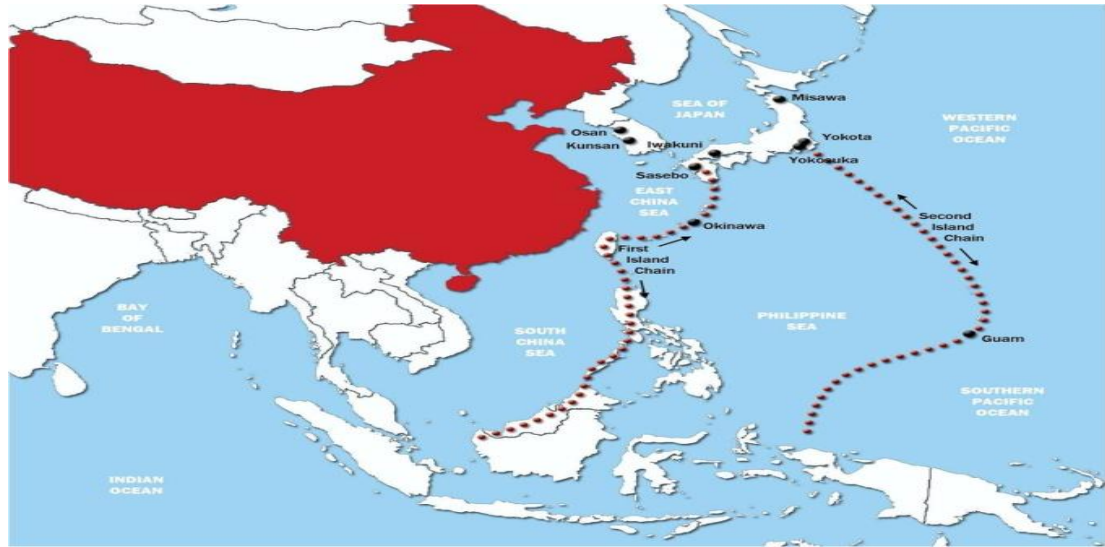 Misawa
SEA OF
JAPAN
WESTERN
PACIFIC
OCEAN
Osan
Kunsan
Iwakuni
Yokota
Yokosuka
Sasebo
EAST
CHINA
SEA
Okinawa
Second
Island
Chain
First
Island
Chain
BAY
OF
BENGAL
SOUTH
CHINA
SEA
PHILIPPINE
SEA
Guam
SOUTHERN
PACIFIC
OCEAN
INDIAN
OCEAN